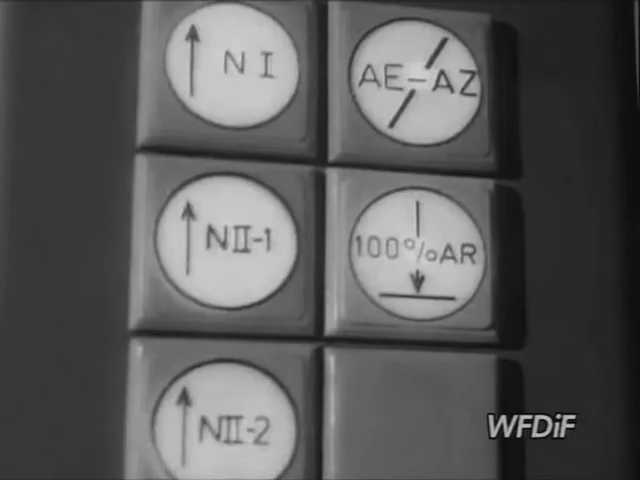 N I
AE-AZ
NII-1
100%AR
NII-2
WFDiF